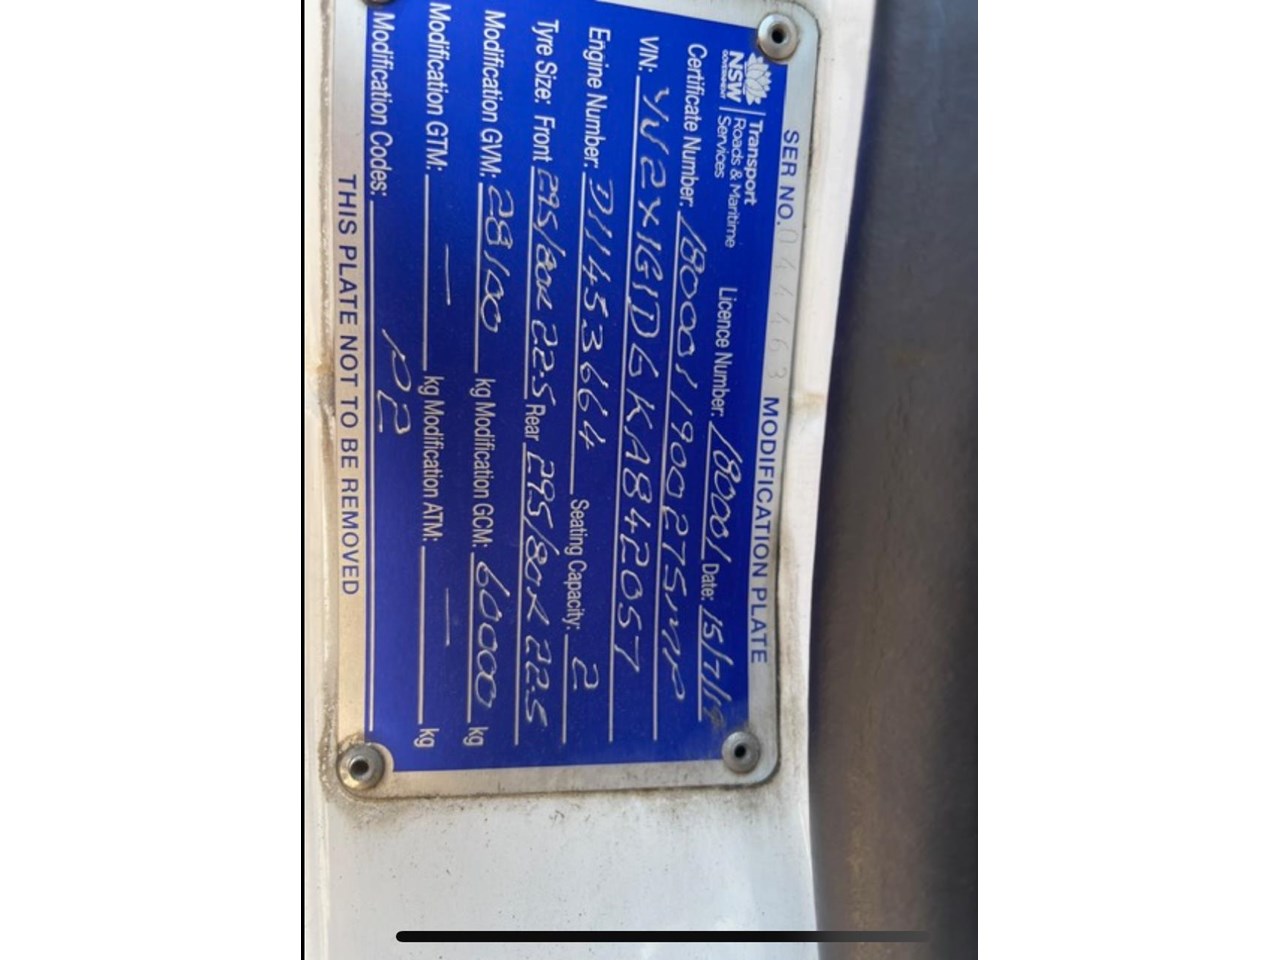 SER NO. 044463 MODIFICATION PLATE
NSW GOVERNMENT
Transport
Roads & Maritime
Services
Licence Number: 18001 Date: 15/7/19
Certificate Number: 180001190027SMP
VIN: YV2X1G1D6KA842057
Engine Number: D11453664 Seating Capacity: 2
Tyre Size: Front 295/80R 22.5 Rear 295/80R 22.5
Modification GVM: 28100 kg Modification GCM: 60000 kg
Modification GTM: — kg Modification ATM: — kg
Modification Codes: P2
THIS PLATE NOT TO BE REMOVED